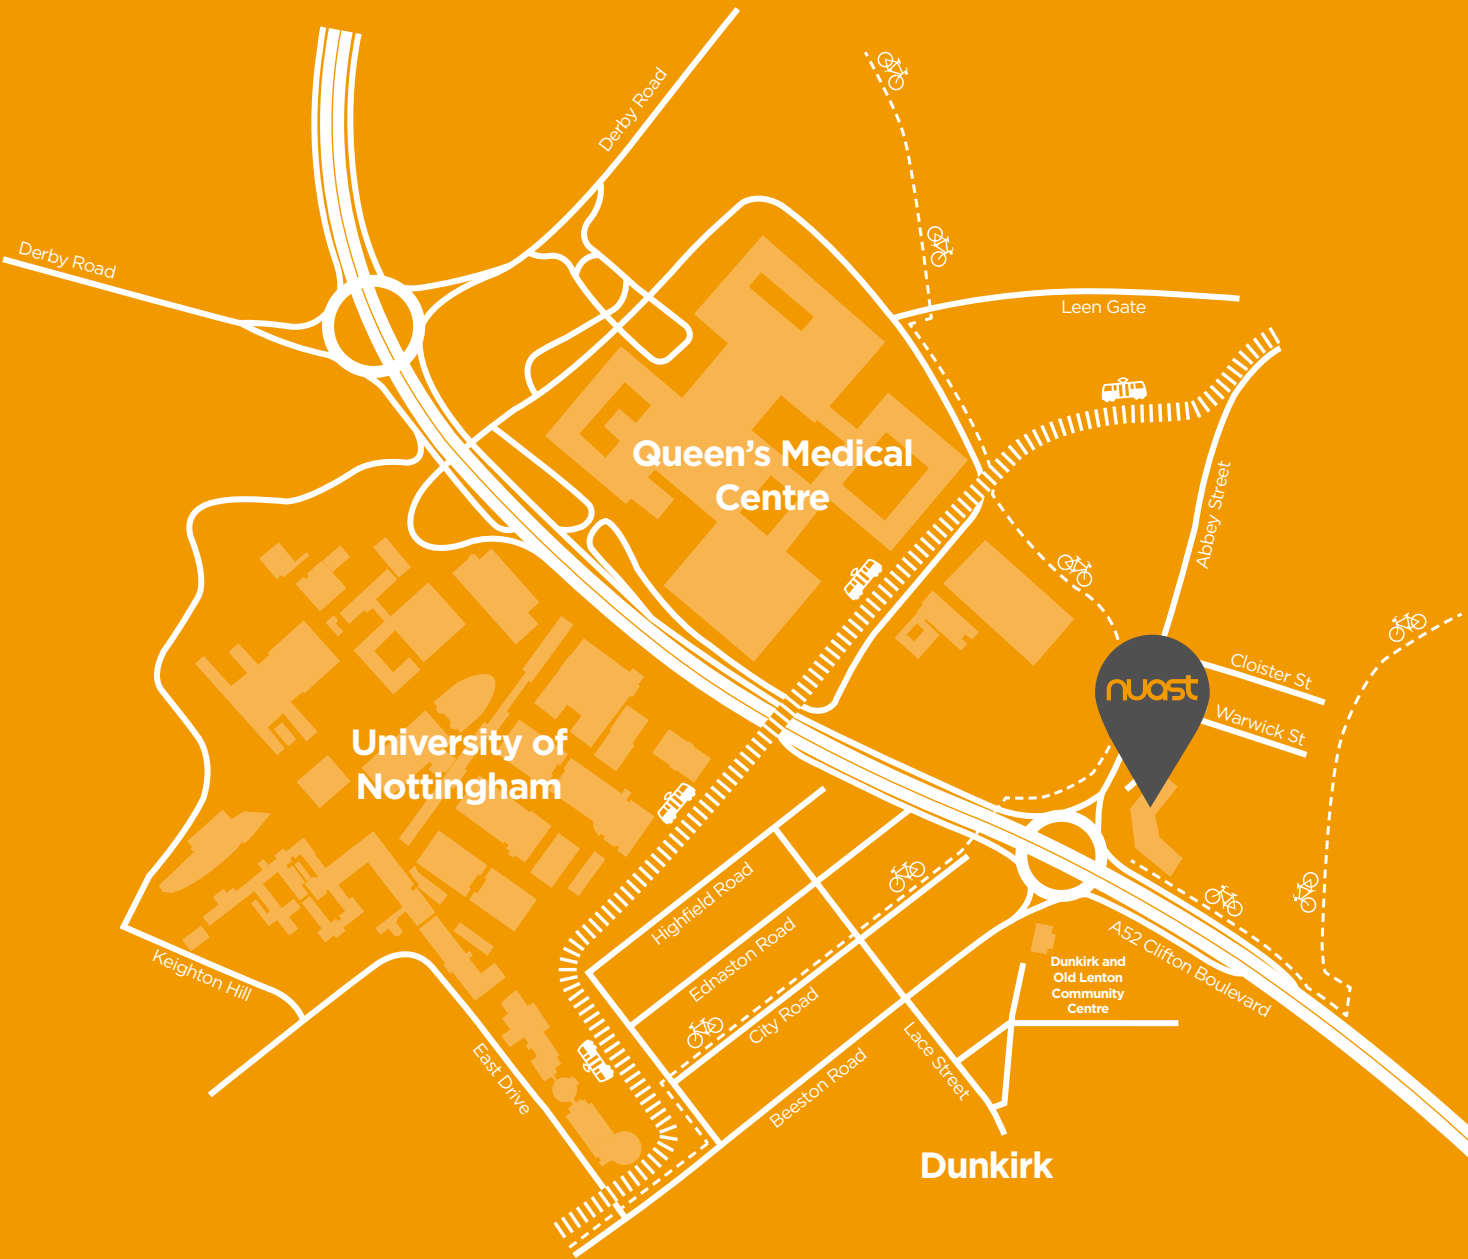 Derby Road
Derby Road
Leen Gate
Queen's Medical
Centre
Abbey Street
Cloister St
nuast
Warwick St
University of
Nottingham
Highfield Road
Ednaston Road
City Road
A52 Clifton Boulevard
Dunkirk and
Old Lenton
Community
Centre
Keighton Hill
East Drive
Lace Street
Beeston Road
Dunkirk